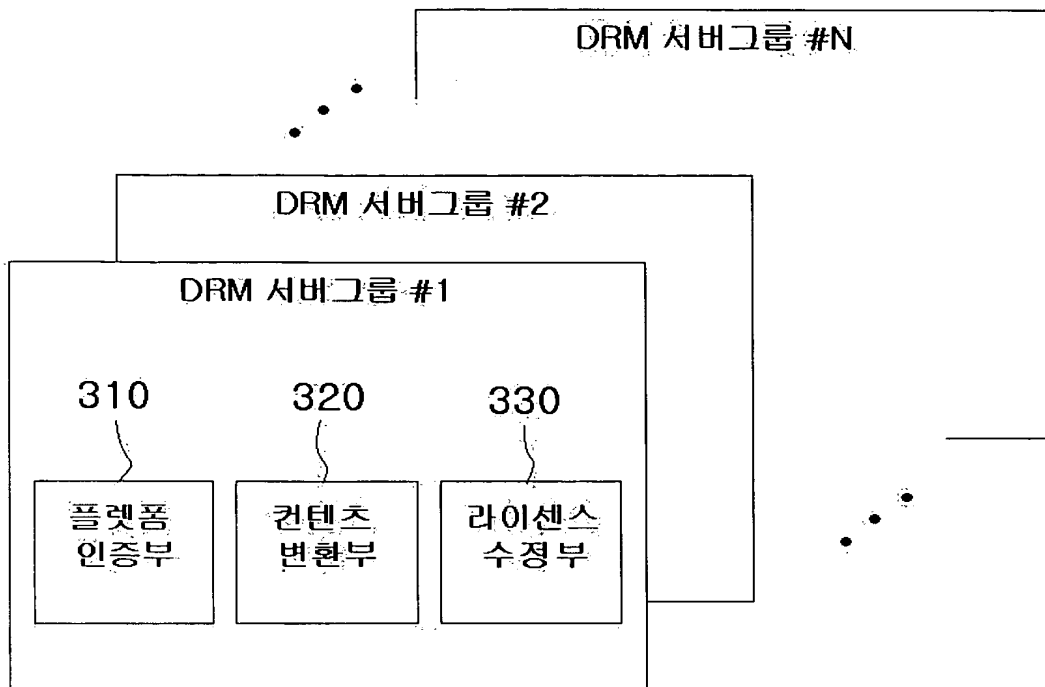 DRM 서버그룹 #N
DRM 서버그룹 #2
DRM 서버그룹 #1
310
320
330
플렛폼
인증부
컨텐츠
변환부
라이센스
수정부